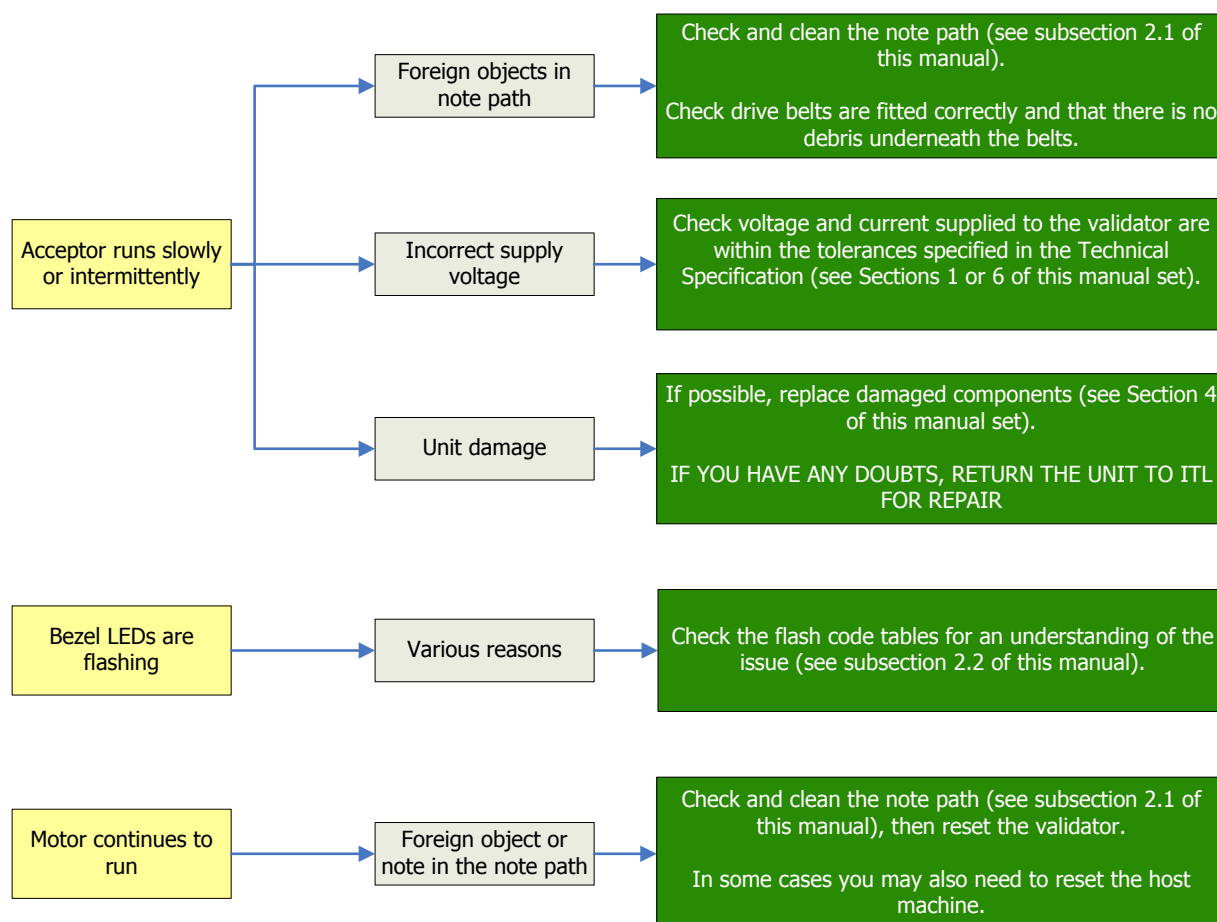 Foreign objects in
note path
Check and clean the note path (see subsection 2.1 of
this manual).
Check drive belts are fitted correctly and that there is no
debris underneath the belts.
Acceptor runs slowly
or intermittently
Incorrect supply
voltage
Check voltage and current supplied to the validator are
within the tolerances specified in the Technical
Specification (see Sections 1 or 6 of this manual set).
Unit damage
If possible, replace damaged components (see Section 4
of this manual set).
IF YOU HAVE ANY DOUBTS, RETURN THE UNIT TO ITL
FOR REPAIR
Bezel LEDs are
flashing
Various reasons
Check the flash code tables for an understanding of the
issue (see subsection 2.2 of this manual).
Motor continues to
run
Foreign object or
note in the note path
Check and clean the note path (see subsection 2.1 of
this manual), then reset the validator.
In some cases you may also need to reset the host
machine.